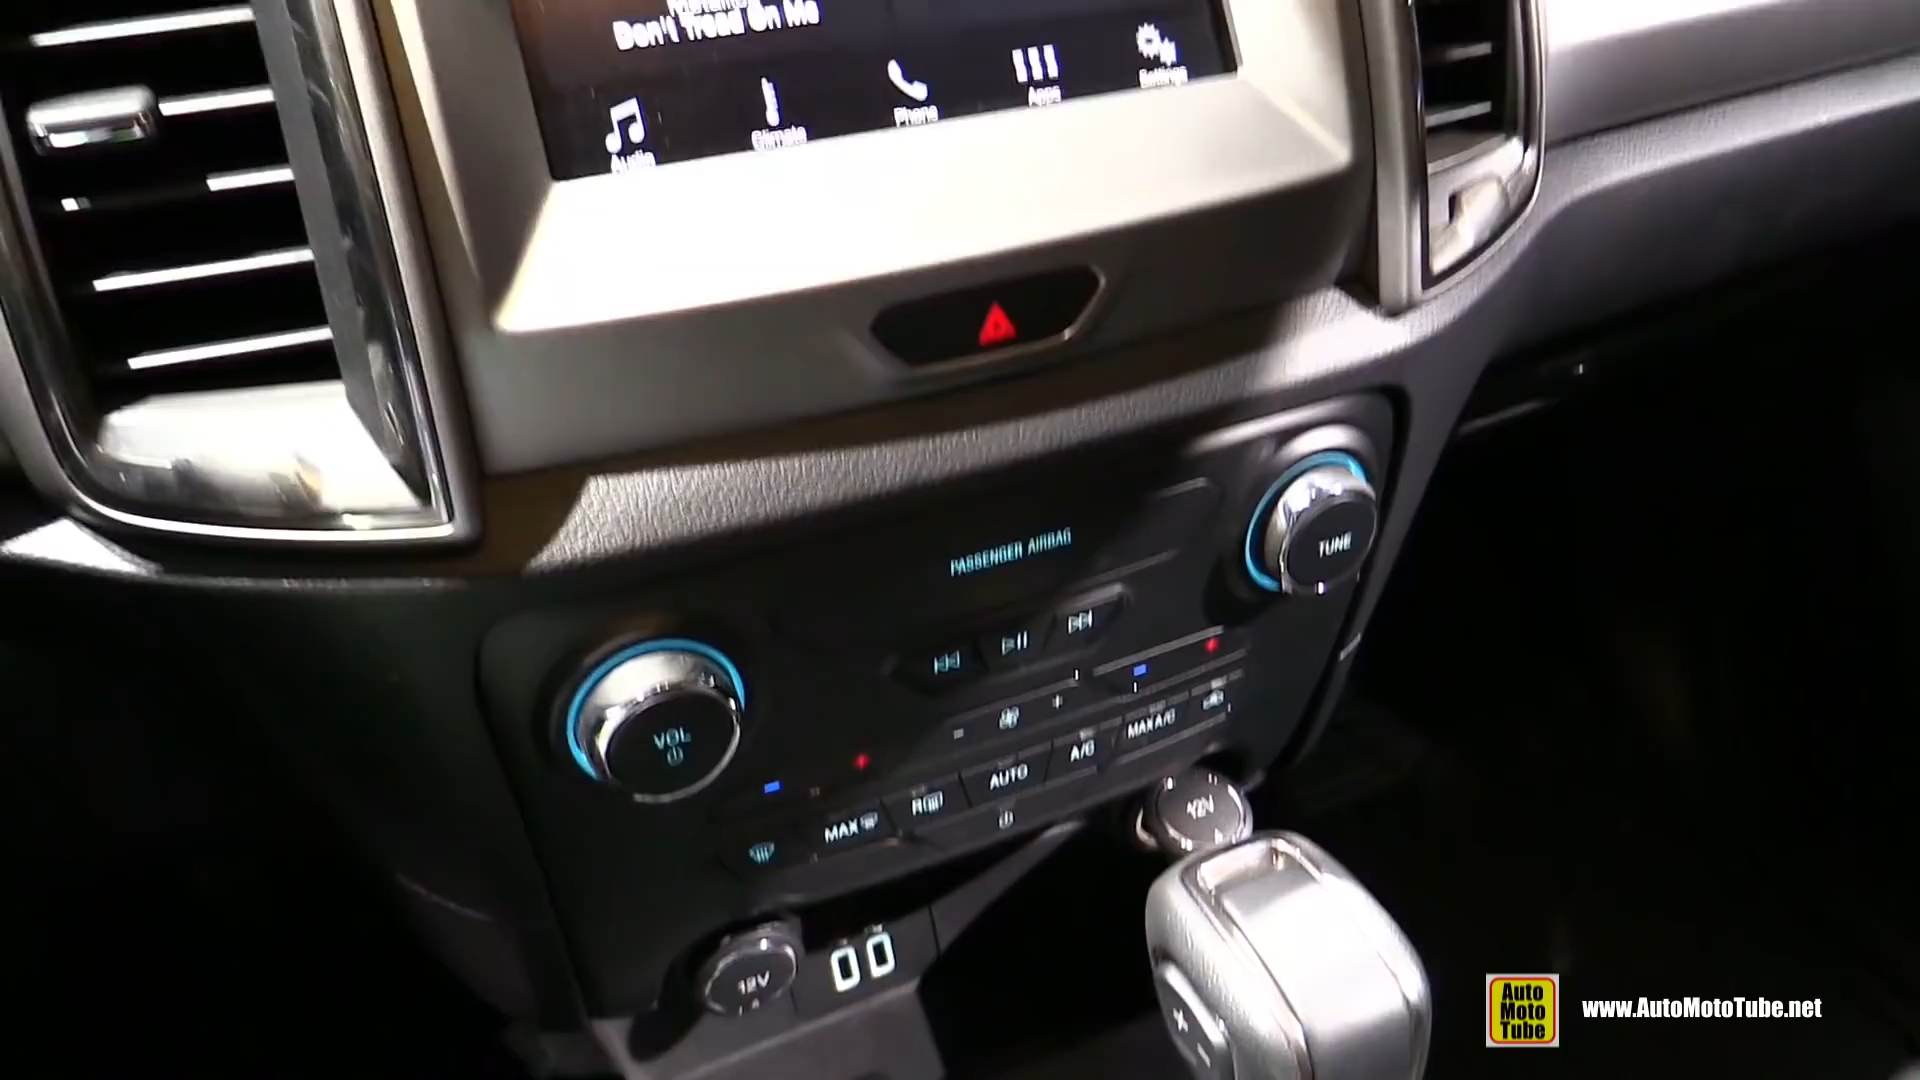 Don't Tread On Me
Audio
Climate
Phone
Apps
Settings
PASSENGER AIRBAG
TUNE
VOL
MAX
R
AUTO
A/C
MAX A/C
12V
12V
Auto
Moto
Tube
www.AutoMotoTube.net